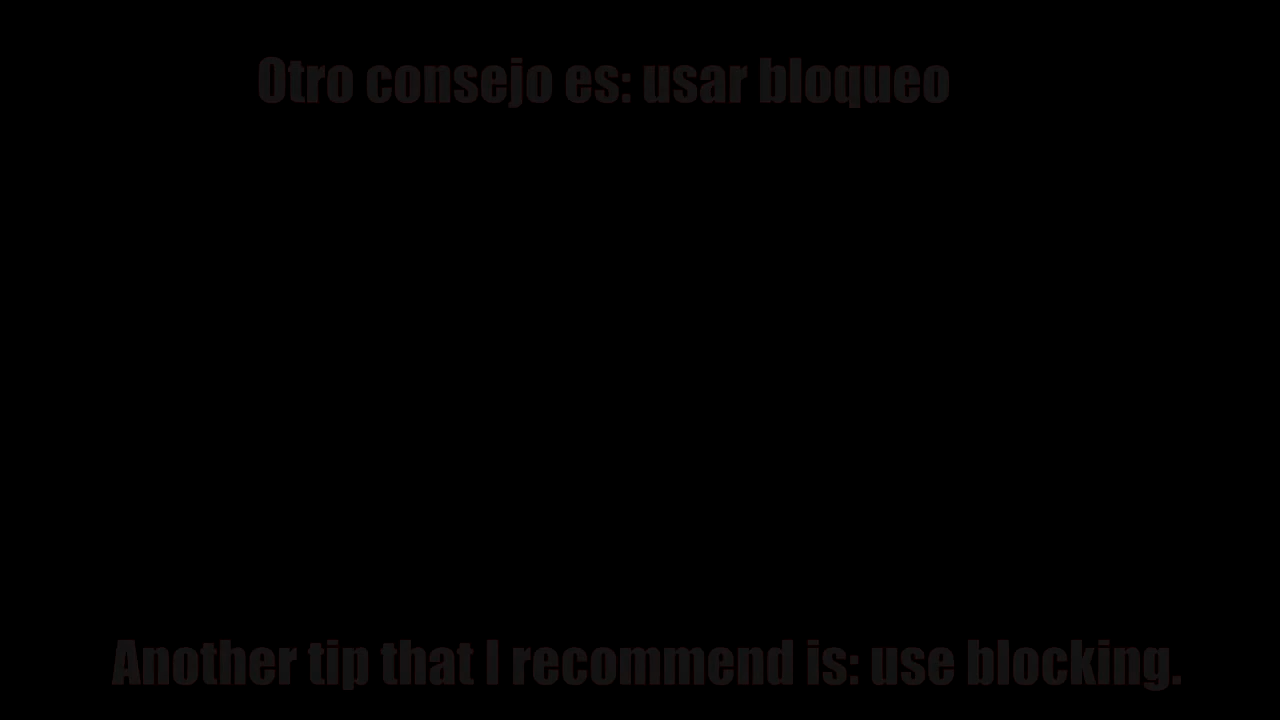 Otro consejo es: usar bloqueo
Another tip that I recommend is: use blocking.